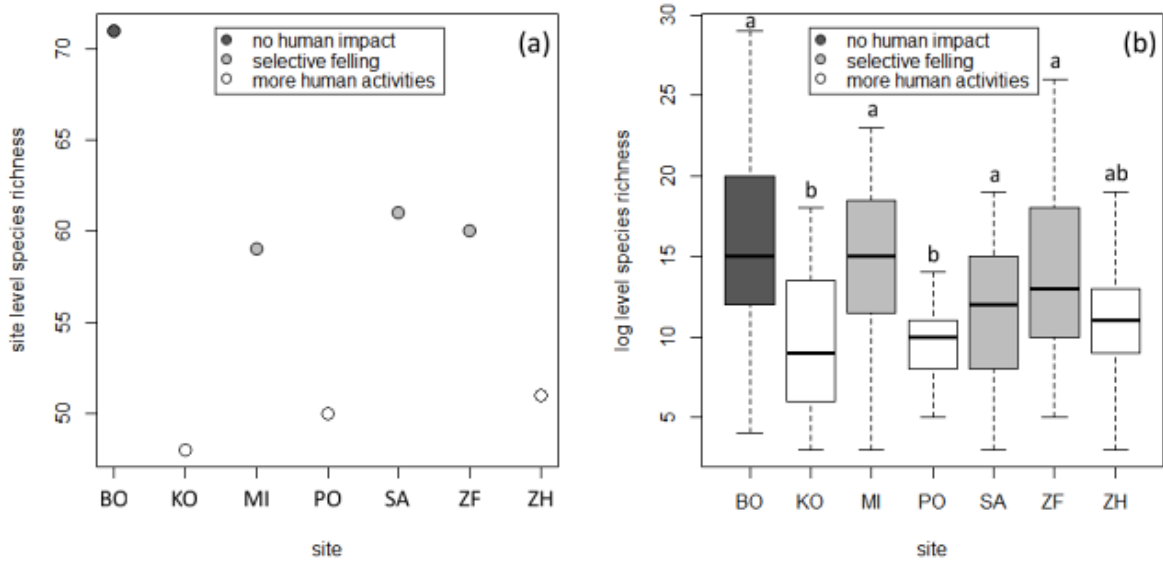 (a)
no human impact
selective felling
more human activities
site level species richness
70
65
60
55
50
BO KO MI PO SA ZF ZH
site
(b)
no human impact
selective felling
more human activities
log level species richness
30
25
20
15
10
5
a
b
a
b
a
a
ab
BO KO MI PO SA ZF ZH
site